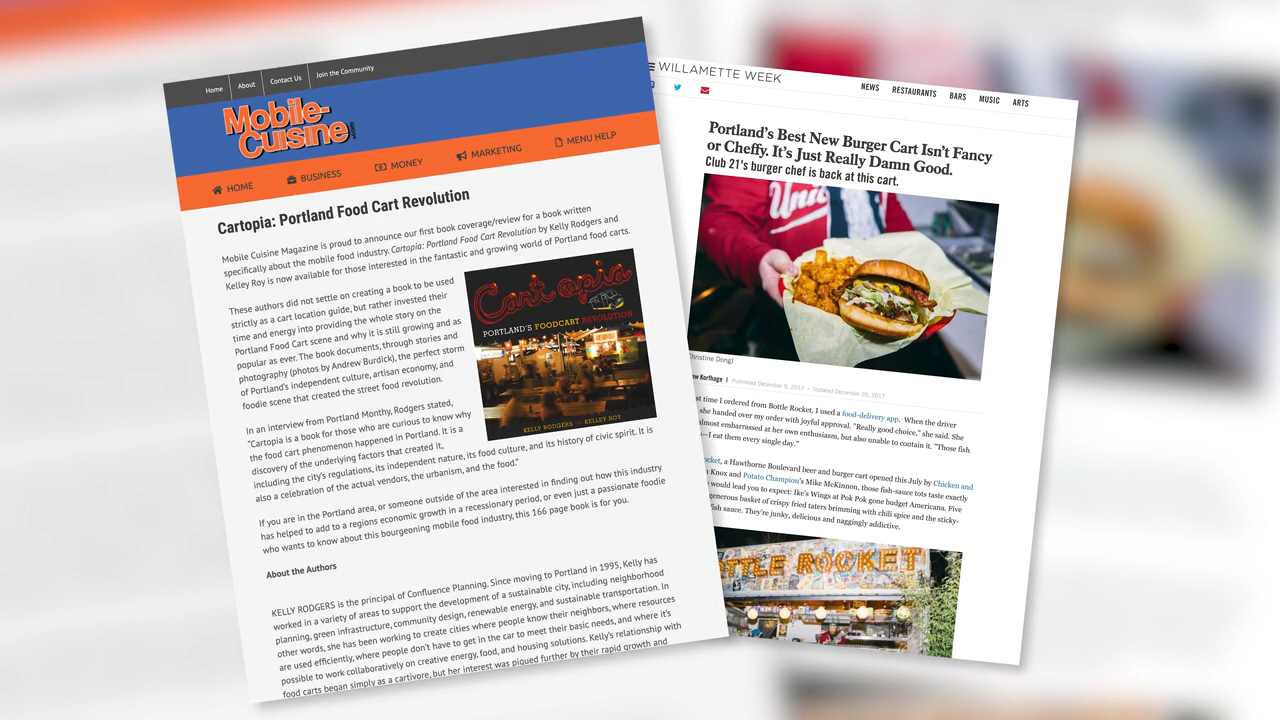 Home
About
Contact Us
Join the Community
Mobile-
Cuisine.com
HOME
BUSINESS
MONEY
MARKETING
MENU HELP
Cartopia: Portland Food Cart Revolution
Mobile Cuisine Magazine is proud to announce our first book coverage/review for a book written
specifically about the mobile food industry. Cartopia: Portland Food Cart Revolution by Kelly Rodgers and
Kelley Roy is now available for those interested in the fantastic and growing world of Portland food carts.
These authors did not settle on creating a book to be used
strictly as a cart location guide, but rather invested their
time and energy into providing the whole story on the
Portland Food Cart scene and why it is still growing and as
popular as ever. The book documents, through stories and
photography (photos by Andrew Burdick), the perfect storm
of Portland's independent culture, artisan economy, and
foodie scene that created the street food revolution.
Cartopia
PORTLAND'S FOODCART REVOLUTION
KELLY RODGERS AND KELLEY ROY
In an interview from Portland Monthy, Rodgers stated,
"Cartopia is a book for those who are curious to know why
the food cart phenomenon happened in Portland. It is a
discovery of the underlying factors that created it,
including the city's regulations, its independent nature, its food culture, and its history of civic spirit. It is
also a celebration of the actual vendors, the urbanism, and the food."
If you are in the Portland area, or someone outside of the area interested in finding out how this industry
has helped to add to a regions economic growth in a recessionary period, or even just a passionate foodie
who wants to know about this bourgeoning mobile food industry, this 166 page book is for you.
About the Authors
KELLY RODGERS is the principal of Confluence Planning. Since moving to Portland in 1995, Kelly has
worked in a variety of areas to support the development of a sustainable city, including neighborhood
planning, green infrastructure, community design, renewable energy, and sustainable transportation. In
other words, she has been working to create cities where people know their neighbors, where resources
are used efficiently, where people don't have to get in the car to meet their basic needs, and where it's
possible to work collaboratively on creative energy, food, and housing solutions. Kelly's relationship with
food carts began simply as a cartivore, but her interest was piqued further by their rapid growth and
WILLAMETTE WEEK
NEWS
RESTAURANTS
BARS
MUSIC
ARTS
Portland's Best New Burger Cart Isn't Fancy
or Cheffy. It's Just Really Damn Good.
Club 21's burger chef is back at this cart.
Christine Dong)
ew Korfhage | Published December 5, 2017 • Updated December 26, 2017
st time I ordered from Bottle Rocket, I used a food-delivery app. When the driver
she handed over my order with joyful approval. "Really good choice," she said. She
almost embarrassed at her own enthusiasm, but also unable to contain it. "Those fish
—I eat them every single day."
ocket, a Hawthorne Boulevard beer and burger cart opened this July by Chicken and
n Knox and Potato Champion's Mike McKinnon, those fish-sauce tots taste exactly
would lead you to expect: Ike's Wings at Pok Pok gone budget Americana. Five
generous basket of crispy fried taters brimming with chili spice and the sticky-
fish sauce. They're junky, delicious and naggingly addictive.
TTLE ROCKET